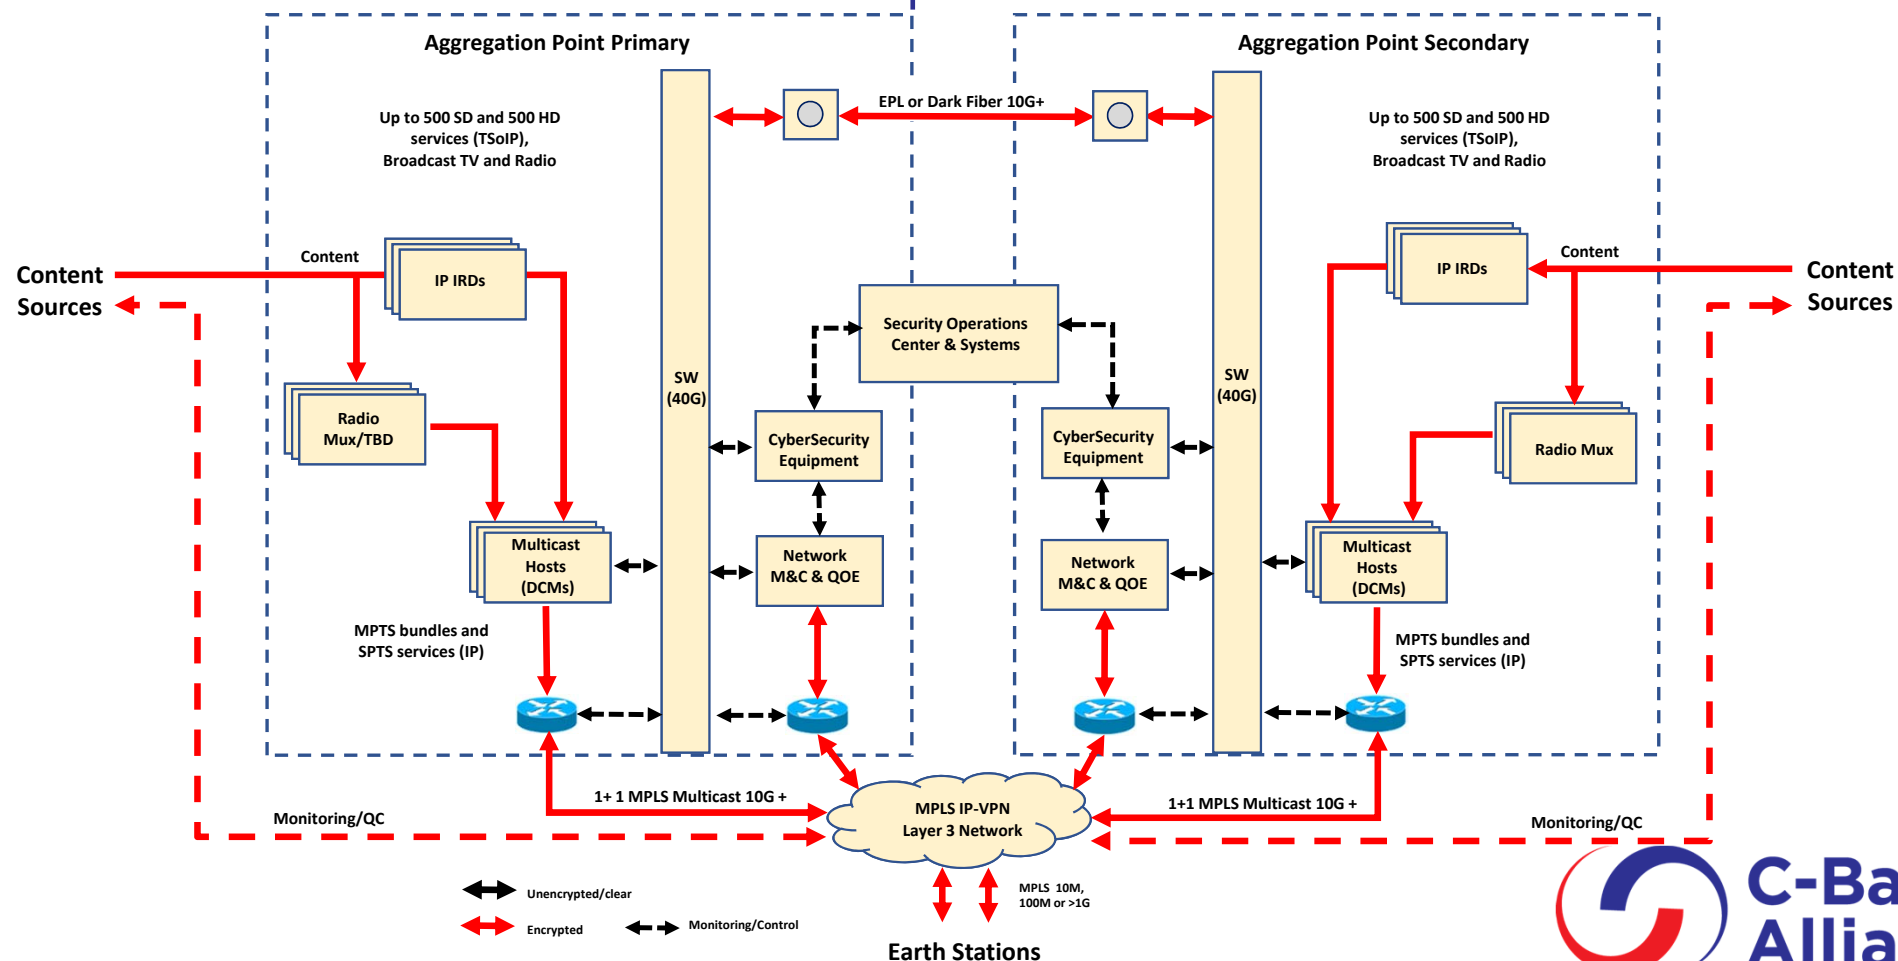 Aggregation Point Primary
Aggregation Point Secondary
Up to 500 SD and 500 HD
services (TSoIP),
Broadcast TV and Radio
EPL or Dark Fiber 10G+
Up to 500 SD and 500 HD
services (TSoIP),
Broadcast TV and Radio
Content
Sources
Content
IP IRDs
Radio
Mux/TBD
SW
(40G)
Security Operations
Center & Systems
CyberSecurity
Equipment
CyberSecurity
Equipment
SW
(40G)
IP IRDs
Content
Content
Sources
Radio Mux
Multicast
Hosts
(DCMs)
Network
M&C & QOE
Network
M&C & QOE
Multicast
Hosts
(DCMs)
MPTS bundles and
SPTS services (IP)
MPTS bundles and
SPTS services (IP)
1+ 1 MPLS Multicast 10G +
MPLS IP-VPN
Layer 3 Network
1+1 MPLS Multicast 10G +
Monitoring/QC
Monitoring/QC
Unencrypted/clear
Encrypted
Monitoring/Control
MPLS 10M,
100M or >1G
Earth Stations
C-Ba
Allia